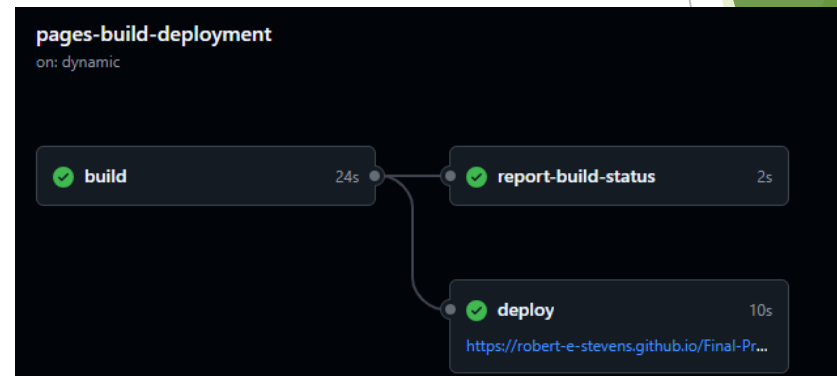 pages-build-deployment
on: dynamic
build 24s
report-build-status 2s
deploy 10s
https://robert-e-stevens.github.io/Final-Pr...